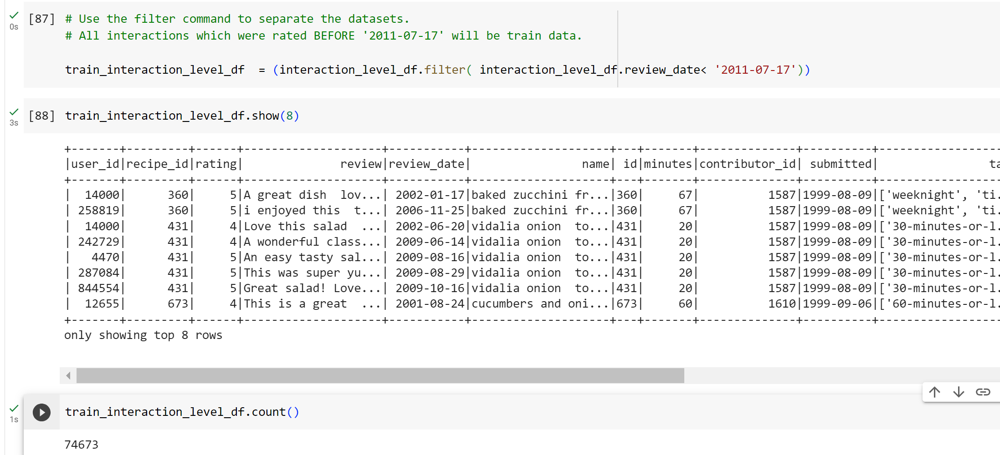 [87] # Use the filter command to separate the datasets.
0s # All interactions which were rated BEFORE '2011-07-17' will be train data.
train_interaction_level_df  = (interaction_level_df.filter( interaction_level_df.review_date< '2011-07-17'))
[88] train_interaction_level_df.show(8)
3s
+-------+---------+------+--------------------+-----------+--------------------+---+-------+--------------+----------+------------------
|user_id|recipe_id|rating|              review|review_date|                name| id|minutes|contributor_id| submitted|                ta
+-------+---------+------+--------------------+-----------+--------------------+---+-------+--------------+----------+------------------
|  14000|      360|     5|A great dish  lov...| 2002-01-17|baked zucchini fr...|360|     67|          1587|1999-08-09|['weeknight', 'ti.
| 258819|      360|     5|i enjoyed this  t...| 2006-11-25|baked zucchini fr...|360|     67|          1587|1999-08-09|['weeknight', 'ti.
|  14000|      431|     4|Love this salad  ...| 2002-06-20|vidalia onion  to...|431|     20|          1587|1999-08-09|['30-minutes-or-l.
| 242729|      431|     4|A wonderful class...| 2009-06-14|vidalia onion  to...|431|     20|          1587|1999-08-09|['30-minutes-or-l.
|   4470|      431|     5|An easy tasty sal...| 2009-08-16|vidalia onion  to...|431|     20|          1587|1999-08-09|['30-minutes-or-l.
| 287084|      431|     5|This was super yu...| 2009-08-29|vidalia onion  to...|431|     20|          1587|1999-08-09|['30-minutes-or-l.
| 844554|      431|     5|Great salad! Love...| 2009-10-16|vidalia onion  to...|431|     20|          1587|1999-08-09|['30-minutes-or-l.
|  12655|      673|     4|This is a great  ...| 2001-08-24|cucumbers and oni...|673|     60|          1610|1999-09-06|['60-minutes-or-l.
+-------+---------+------+--------------------+-----------+--------------------+---+-------+--------------+----------+------------------
only showing top 8 rows
train_interaction_level_df.count()
1s
74673